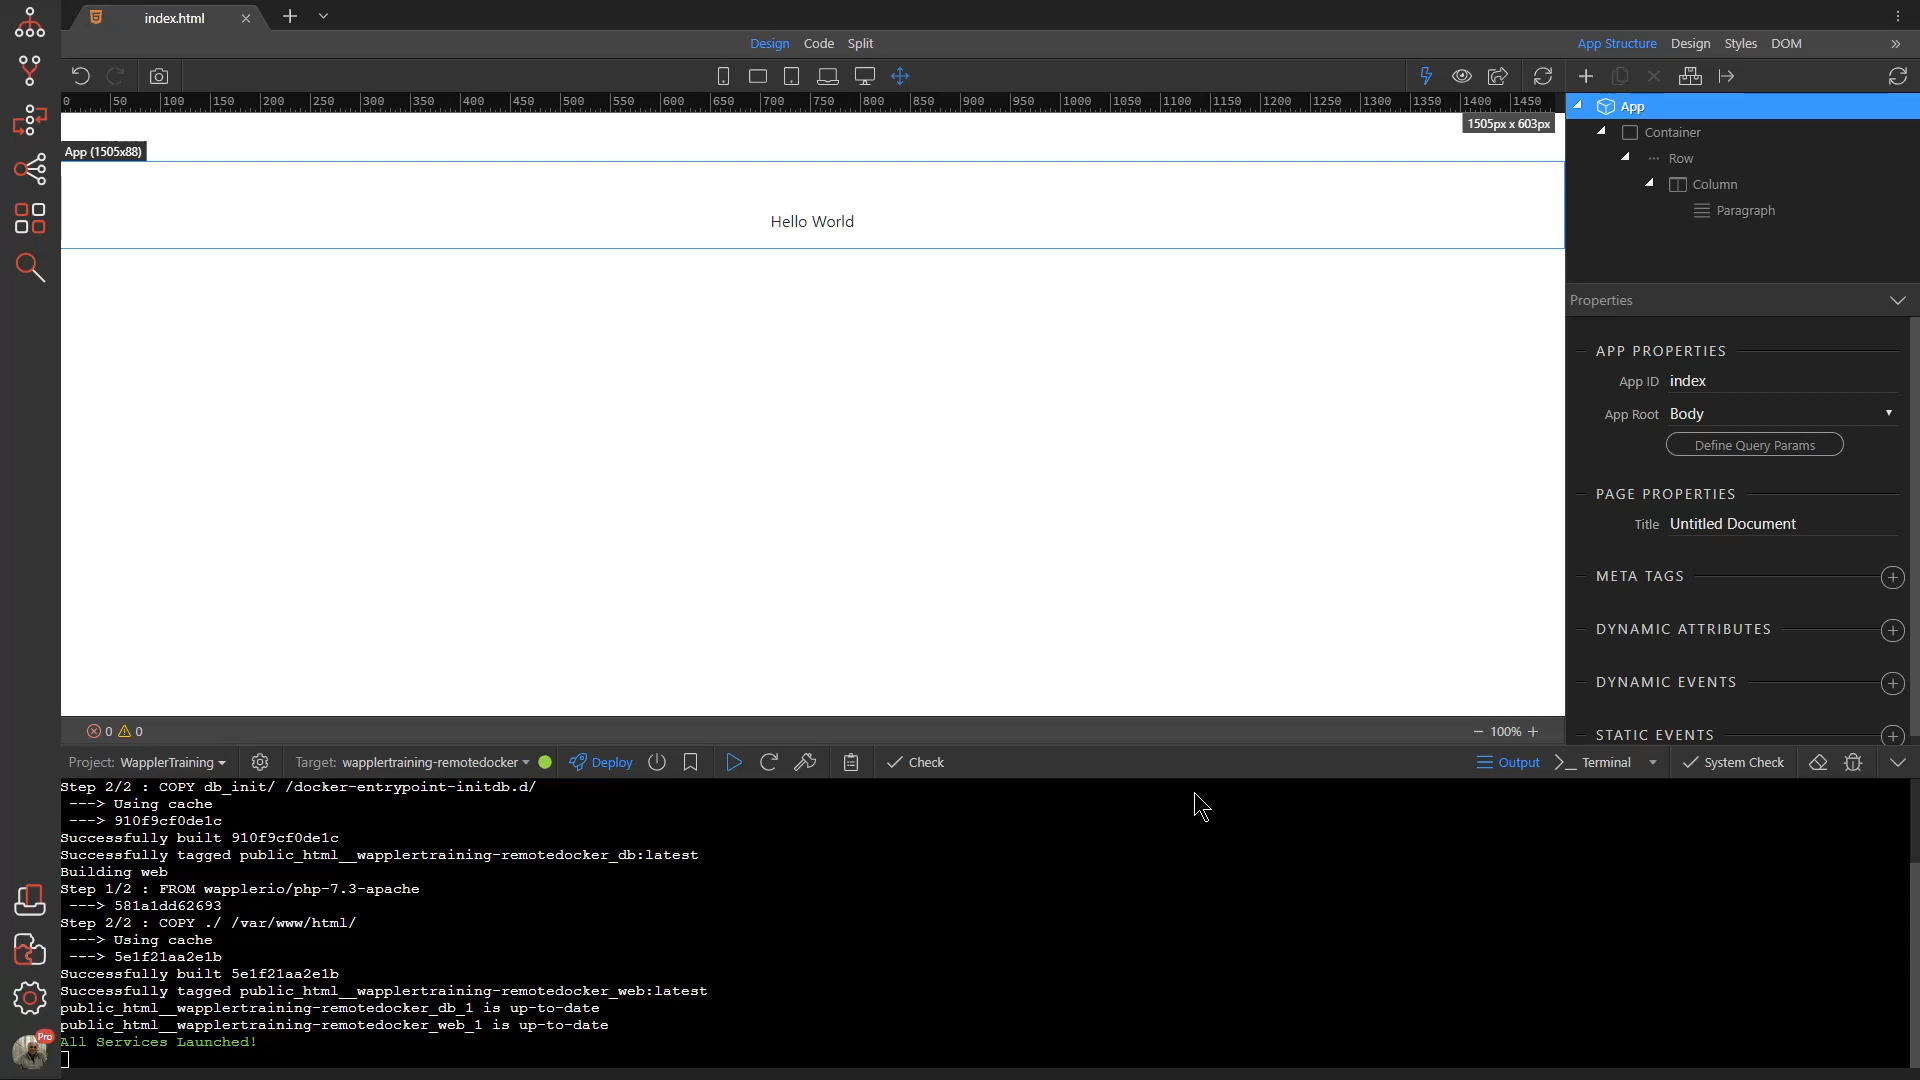 index.html
Design Code Split
App Structure Design Styles DOM
0 50 100 150 200 250 300 350 400 450 500 550 600 650 700 750 800 850 900 950 1000 1050 1100 1150 1200 1250 1300 1350 1400 1450
1505px x 603px
App (1505x88)
Hello World
App
Container
Row
Column
Paragraph
Properties
APP PROPERTIES
App ID index
App Root Body
Define Query Params
PAGE PROPERTIES
Title Untitled Document
META TAGS
DYNAMIC ATTRIBUTES
DYNAMIC EVENTS
STATIC EVENTS
0 0
100%
Project: WapplerTraining Target: wapplertraining-remotedocker Deploy Check Output Terminal System Check
Step 2/2 : COPY db_init/ /docker-entrypoint-initdb.d/
---> Using cache
---> 910f9cf0de1c
Successfully built 910f9cf0de1c
Successfully tagged public_html__wapplertraining-remotedocker_db:latest
Building web
Step 1/2 : FROM wapplerio/php-7.3-apache
---> 581a1dd62693
Step 2/2 : COPY ./ /var/www/html/
---> Using cache
---> 5e1f21aa2e1b
Successfully built 5e1f21aa2e1b
Successfully tagged public_html__wapplertraining-remotedocker_web:latest
public_html__wapplertraining-remotedocker_db_1 is up-to-date
public_html__wapplertraining-remotedocker_web_1 is up-to-date
All Services Launched!
Pro